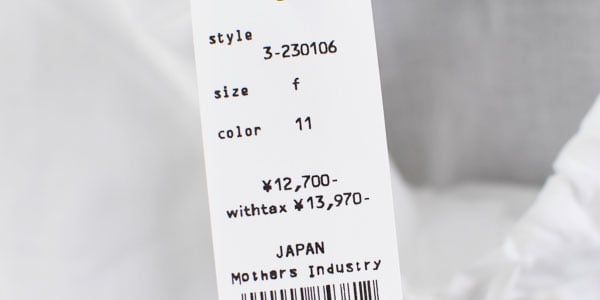 style
3-230106
size f
color 11
¥12,700-
withtax ¥13,970-
JAPAN
Mothers Industry